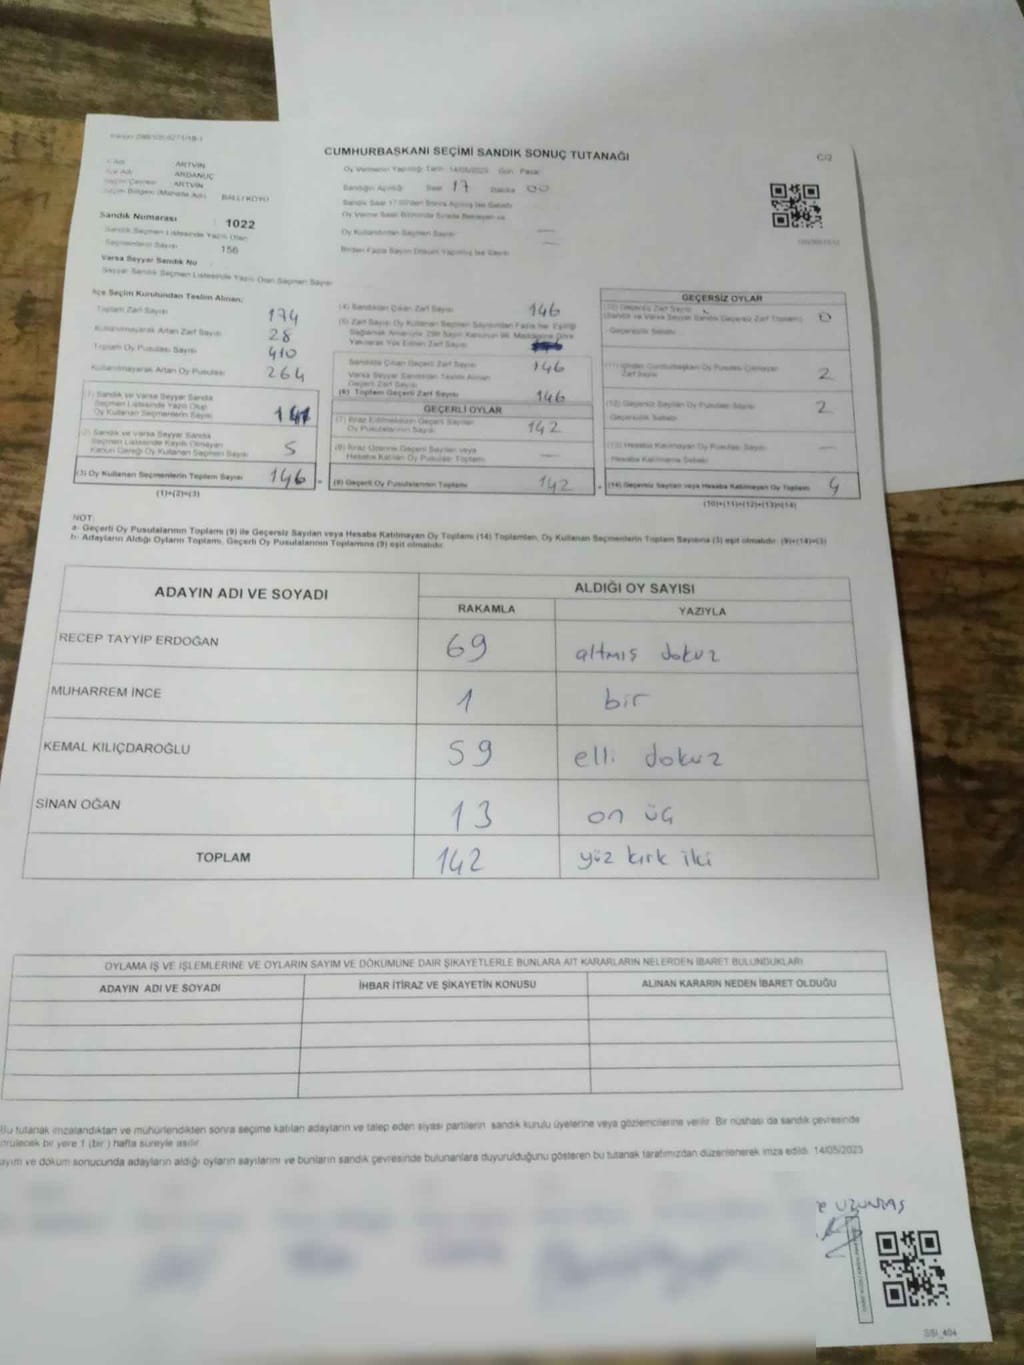 CUMHURBAŞKANI SEÇİMİ SANDIK SONUÇ TUTANAĞI
C/2
İl Adı ARTVİN
İlçe Adı ARDANUÇ
Seçim Çevresi ARTVİN
Seçim Bölgesi (Muhtarlık Adı) BALLI KÖYÜ
Sandık Numarası 1022
Sandık Seçmen Listesinde Yazılı Olan
Seçmenlerin Sayısı 156
Varsa Seyyar Sandık No
Seyyar Sandık Seçmen Listesinde Yazılı Olan Seçmen Sayısı
Oy Vermenin Yapıldığı Tarih 14/05/2023 Gün Pazar
Sandığın Açıldığı Saat 17 Dakika 00
Oy Kullandırılan Seçmen Sayısı —
İlçe Seçim Kurulundan Teslim Alınan;
Toplam Zarf Sayısı 174
Kullanılmayarak Artan Zarf Sayısı 28
Toplam Oy Pusulası Sayısı 410
Kullanılmayarak Artan Oy Pusulası 264
(1) Sandık ve Varsa Seyyar Sandık
Seçmen Listesinde Yazılı Olup
Oy Kullanan Seçmenlerin Sayısı 141
(2) Sandık ve Varsa Seyyar Sandık
Seçmen Listesinde Kayıtlı Olmayan
Kanun Gereği Oy Kullanan Seçmen Sayısı 5
(3) Oy Kullanan Seçmenlerin Toplam Sayısı 146
(1)+(2)=(3)
(4) Sandıktan Çıkan Zarf Sayısı 146
(5) Zarf Sayısı Oy Kullanan Seçmen Sayısından Fazla İse, Eşitliği
Sağlamak Amacıyla 298 Sayılı Kanunun 98. Maddesine Göre
Yakılarak Yok Edilen Zarf Sayısı
Sandıkta Çıkan Geçerli Zarf Sayısı 146
Varsa Seyyar Sandıktan Teslim Alınan
Geçerli Zarf Sayısı
(6) Toplam Geçerli Zarf Sayısı 146
GEÇERLİ OYLAR
(7) İtiraz Edilmeksizin Geçerli Sayılan
Oy Pusulalarının Sayısı 142
(8) İtiraz Üzerine Geçerli Sayılan veya
Hesaba Katılan Oy Pusulası Toplamı —
(9) Geçerli Oy Pusulalarının Toplamı 142
GEÇERSİZ OYLAR
(10) Geçersiz Zarf Sayısı
(Sandık ve Varsa Seyyar Sandık Geçersiz Zarf Toplamı) 0
Geçersizlik Sebebi
(11) İçinden Cumhurbaşkanı Oy Pusulası Çıkmayan
Zarf Sayısı 2
(12) Geçersiz Sayılan Oy Pusulası Sayısı 2
Geçersizlik Sebebi
(13) Hesaba Katılmayan Oy Pusulası Sayısı —
Hesaba Katılmama Sebebi
(14) Geçersiz Sayılan veya Hesaba Katılmayan Oy Toplamı 4
(10)+(11)+(12)+(13)=(14)
NOT:
a- Geçerli Oy Pusulalarının Toplamı (9) ile Geçersiz Sayılan veya Hesaba Katılmayan Oy Toplamı (14) Toplamları, Oy Kullanan Seçmenlerin Toplam Sayısına (3) eşit olmalıdır. (9)+(14)=(3)
b- Adayların Aldığı Oyların Toplamı, Geçerli Oy Pusulalarının Toplamına (9) eşit olmalıdır.
ADAYIN ADI VE SOYADI
ALDIĞI OY SAYISI
RAKAMLA YAZIYLA
RECEP TAYYİP ERDOĞAN 69 altmış dokuz
MUHARREM İNCE 1 bir
KEMAL KILIÇDAROĞLU 59 elli dokuz
SİNAN OĞAN 13 on üç
TOPLAM 142 yüz kırk iki
OYLAMA İŞ VE İŞLEMLERİNE VE OYLARIN SAYIM VE DÖKÜMÜNE DAİR ŞİKAYETLERLE BUNLARA AİT KARARLARIN NELERDEN İBARET BULUNDUKLARI
ADAYIN ADI VE SOYADI
İHBAR İTİRAZ VE ŞİKAYETİN KONUSU
ALINAN KARARIN NEDEN İBARET OLDUĞU
Bu tutanak imzalandıktan ve mühürlendikten sonra seçime katılan adayların ve talep eden siyasi partilerin sandık kurulu üyelerine veya gözlemcilerine verilir. Bir nüshası da sandık çevresinde
görülecek bir yere 1 (bir) hafta süreyle asılır.
ayım ve döküm sonucunda adayların aldığı oyların sayılarını ve bunların sandık çevresinde bulunanlara duyurulduğunu gösteren bu tutanak tarafımızdan düzenlenerek imza edildi. 14/05/2023
SSİ_404